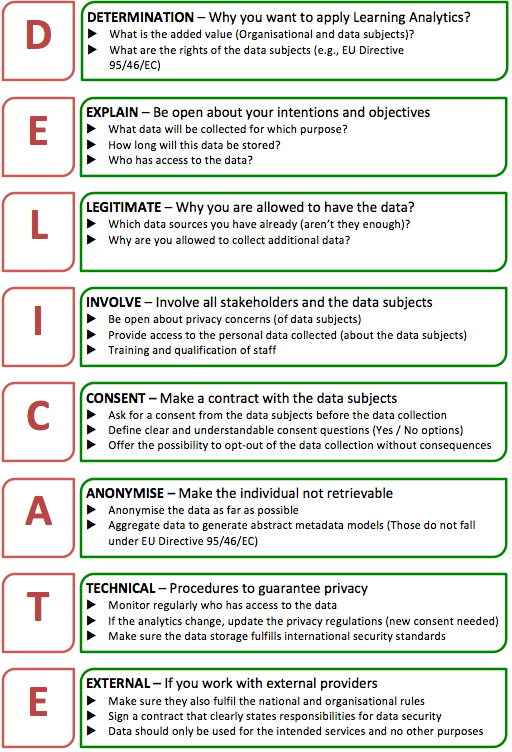 D
DETERMINATION – Why you want to apply Learning Analytics?
▶ What is the added value (Organisational and data subjects)?
▶ What are the rights of the data subjects (e.g., EU Directive
95/46/EC)
E
EXPLAIN – Be open about your intentions and objectives
▶ What data will be collected for which purpose?
▶ How long will this data be stored?
▶ Who has access to the data?
L
LEGITIMATE – Why you are allowed to have the data?
▶ Which data sources you have already (aren’t they enough)?
▶ Why are you allowed to collect additional data?
I
INVOLVE – Involve all stakeholders and the data subjects
▶ Be open about privacy concerns (of data subjects)
▶ Provide access to the personal data collected (about the data subjects)
▶ Training and qualification of staff
C
CONSENT – Make a contract with the data subjects
▶ Ask for a consent from the data subjects before the data collection
▶ Define clear and understandable consent questions (Yes / No options)
▶ Offer the possibility to opt-out of the data collection without consequences
A
ANONYMISE – Make the individual not retrievable
▶ Anonymise the data as far as possible
▶ Aggregate data to generate abstract metadata models (Those do not fall
under EU Directive 95/46/EC)
T
TECHNICAL – Procedures to guarantee privacy
▶ Monitor regularly who has access to the data
▶ If the analytics change, update the privacy regulations (new consent needed)
▶ Make sure the data storage fulfills international security standards
E
EXTERNAL – If you work with external providers
▶ Make sure they also fulfil the national and organisational rules
▶ Sign a contract that clearly states responsibilities for data security
▶ Data should only be used for the intended services and no other purposes